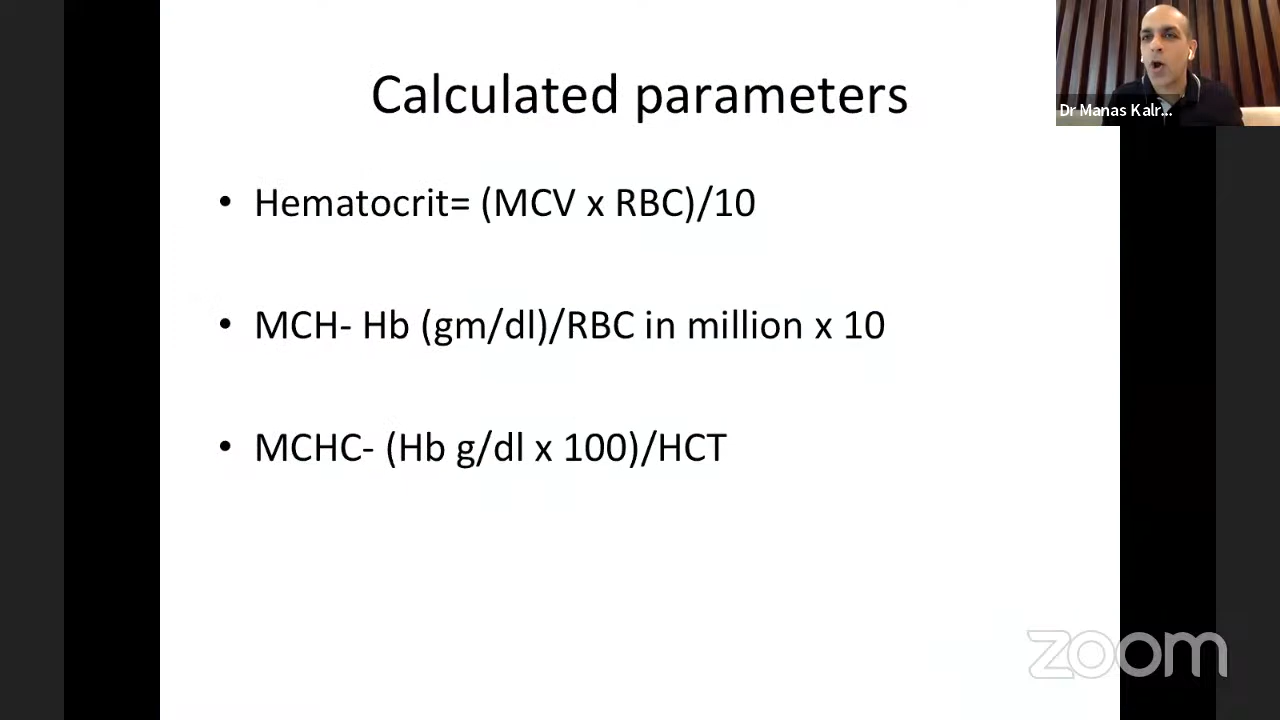 Calculated parameters
Dr Manas Kalr...
• Hematocrit= (MCV x RBC)/10
• MCH- Hb (gm/dl)/RBC in million x 10
• MCHC- (Hb g/dl x 100)/HCT
zoom